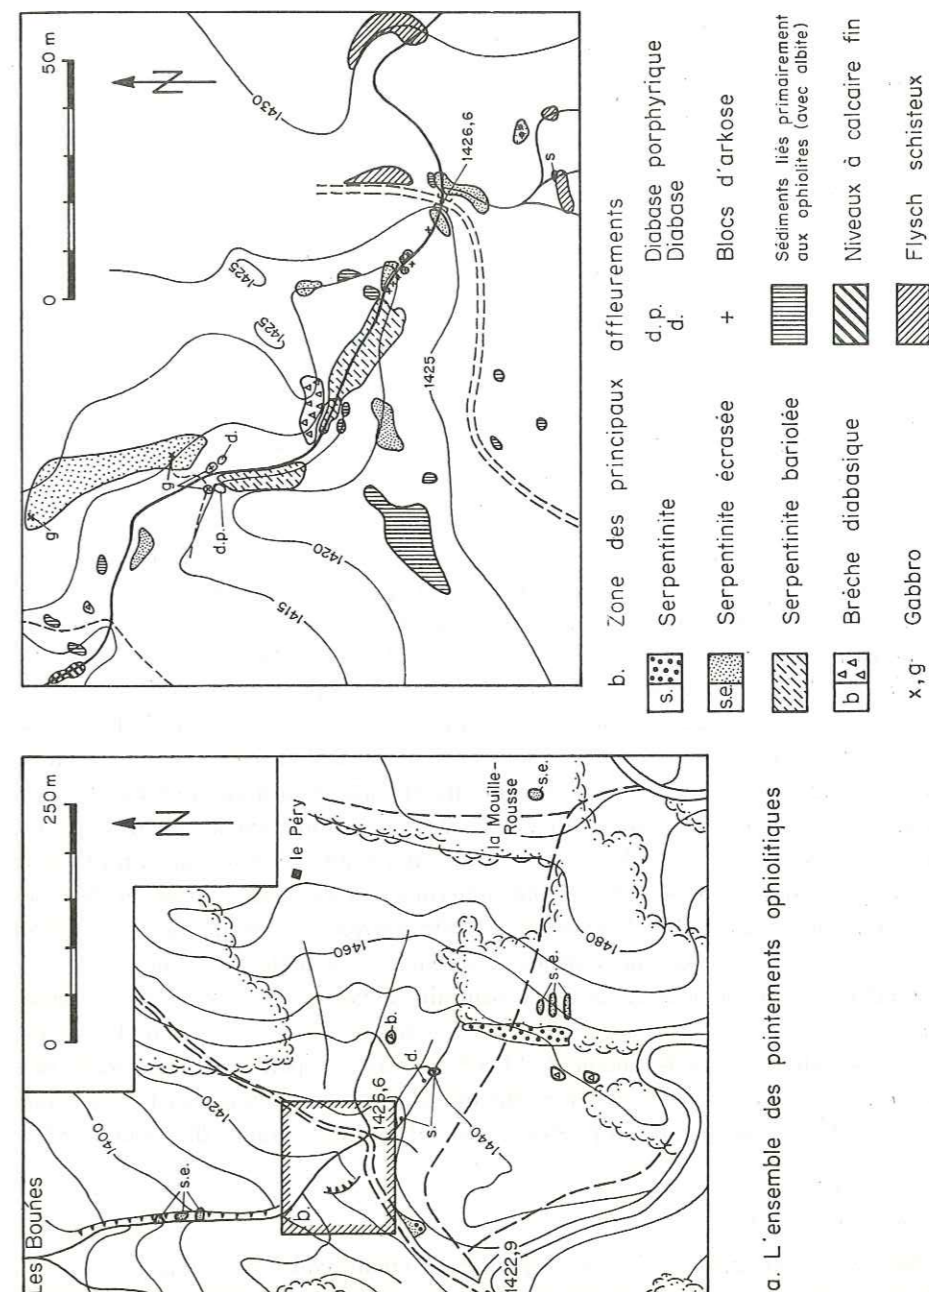 0
50 m
N
1430
1426,6
s
1425
1425
1425
g
g
d.
d.p.
1420
1415
b. Zone des principaux affleurements
s. Serpentinite
s.e. Serpentinite écrasée
Serpentinite bariolée
b Brèche diabasique
x,g Gabbro
d.p. Diabase porphyrique
d. Diabase
+ Blocs d'arkose
Sédiments liés primairement
aux ophiolites (avec albite)
Niveaux à calcaire fin
Flysch schisteux
0
250 m
N
Les Bounes
le Péry
la Mouille-
Rousse
s.e.
1400
1420
s.e.
1460
b.
b.
1426,6
d.
s.
s.e.
1480
1440
1422,9
a. L'ensemble des pointements ophiolitiques